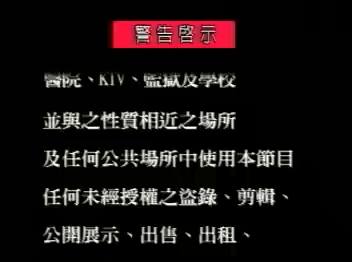 警告啓示
醫院、KTV、監獄及學校
並與之性質相近之場所
及任何公共場所中使用本節目
任何未經授權之盜錄、剪輯、
公開展示、出售、出租、